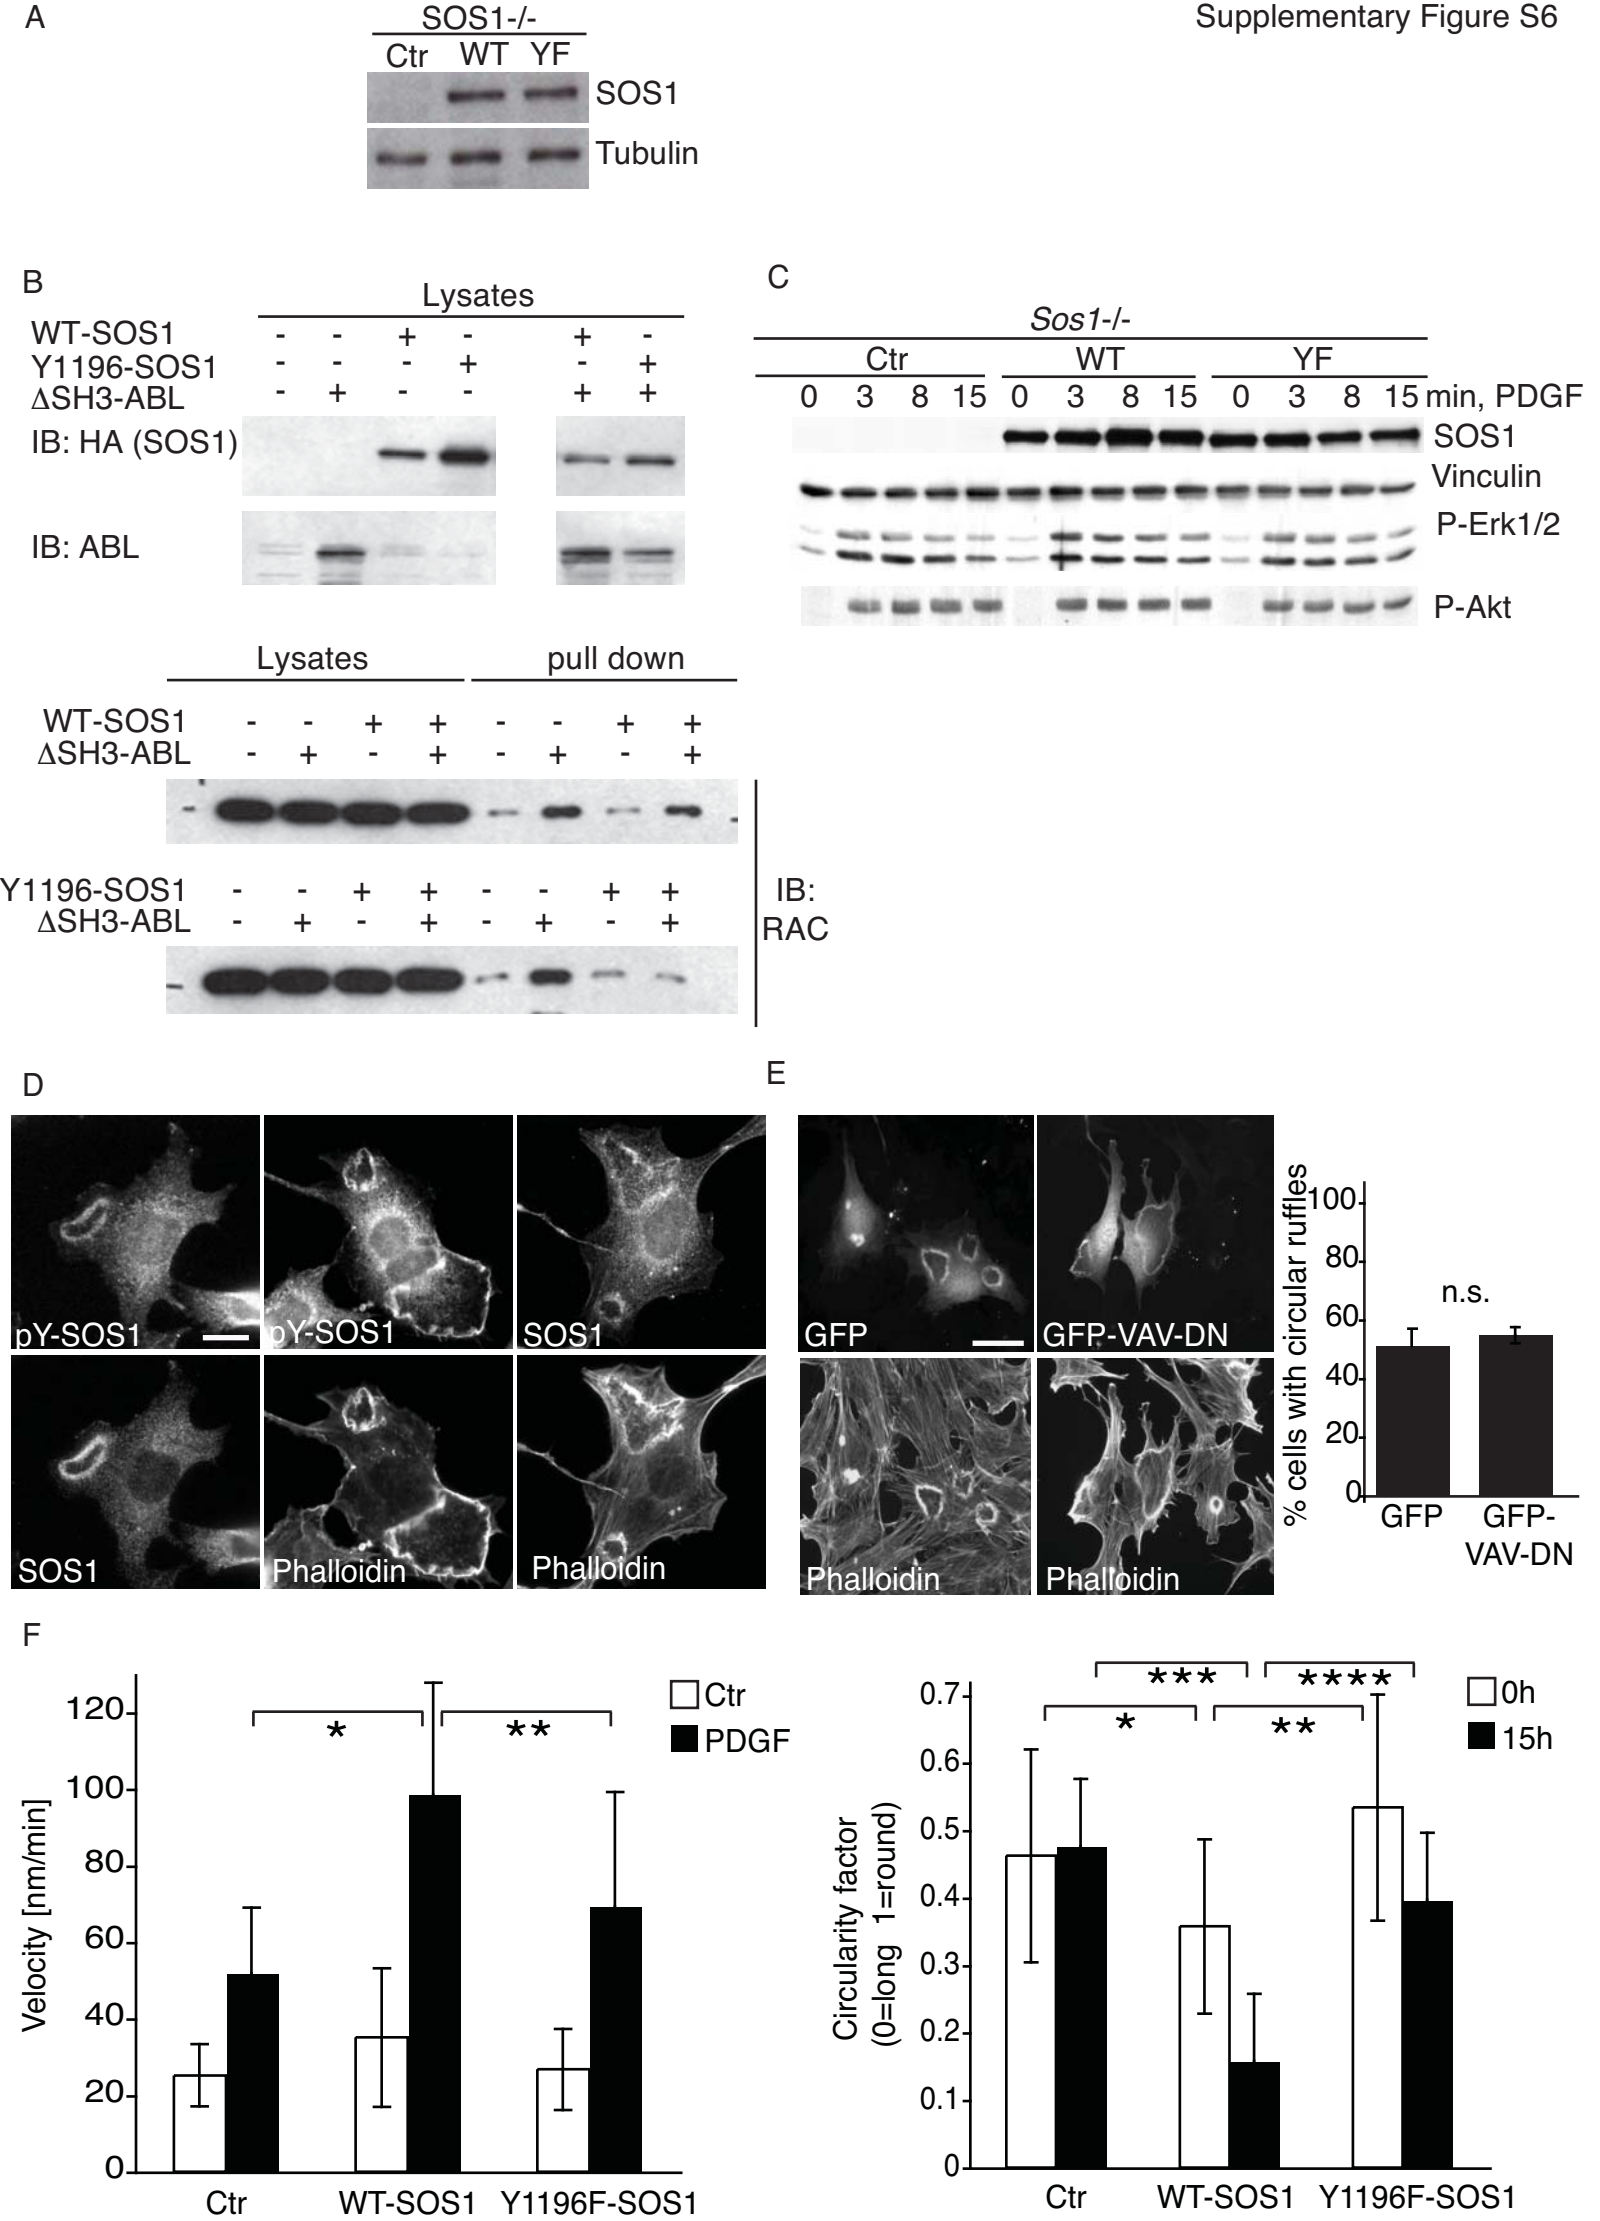 Supplementary Figure S6
A
SOS1-/-
Ctr WT YF
SOS1
Tubulin
B
Lysates
WT-SOS1 - - + - + -
Y1196-SOS1 - - - + - +
ΔSH3-ABL - + - - + +
IB: HA (SOS1)
IB: ABL
Lysates pull down
WT-SOS1 - - + + - - + +
ΔSH3-ABL - + - + - + - +
Y1196-SOS1 - - + + - - + +
ΔSH3-ABL - + - + - + - +
IB:
RAC
C
Sos1-/-
Ctr WT YF
0 3 8 15 0 3 8 15 0 3 8 15 min, PDGF
SOS1
Vinculin
P-Erk1/2
P-Akt
D
pY-SOS1 pY-SOS1 SOS1
SOS1 Phalloidin Phalloidin
E
GFP GFP-VAV-DN
Phalloidin Phalloidin
% cells with circular ruffles
100
80
60
40
20
0
n.s.
GFP GFP-
VAV-DN
F
Velocity [nm/min]
120
100
80
60
40
20
0
* **
Ctr
PDGF
Ctr WT-SOS1 Y1196F-SOS1
Circularity factor
(0=long 1=round)
0.7
0.6
0.5
0.4
0.3
0.2
0.1
0
*** ****
* **
0h
15h
Ctr WT-SOS1 Y1196F-SOS1